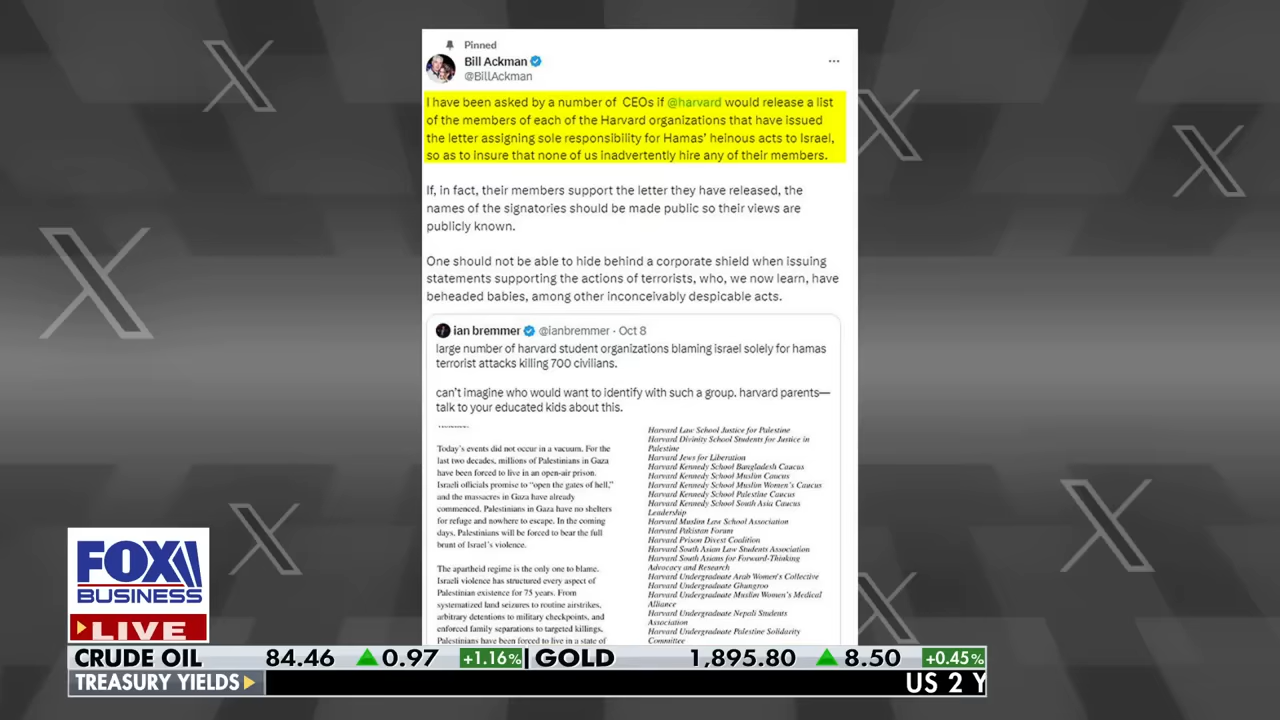 Pinned
Bill Ackman
@BillAckman
I have been asked by a number of CEOs if @harvard would release a list
of the members of each of the Harvard organizations that have issued
the letter assigning sole responsibility for Hamas' heinous acts to Israel,
so as to insure that none of us inadvertently hire any of their members.
If, in fact, their members support the letter they have released, the
names of the signatories should be made public so their views are
publicly known.
One should not be able to hide behind a corporate shield when issuing
statements supporting the actions of terrorists, who, we now learn, have
beheaded babies, among other inconceivably despicable acts.
ian bremmer @ianbremmer · Oct 8
large number of harvard student organizations blaming israel solely for hamas
terrorist attacks killing 700 civilians.
can't imagine who would want to identify with such a group. harvard parents—
talk to your educated kids about this.
Today's events did not occur in a vacuum. For the
last two decades, millions of Palestinians in Gaza
have been forced to live in an open-air prison.
Israeli officials promise to "open the gates of hell,"
and the massacres in Gaza have already
commenced. Palestinians in Gaza have no shelters
for refuge and nowhere to escape. In the coming
days, Palestinians will be forced to bear the full
brunt of Israel's violence.
The apartheid regime is the only one to blame.
Israeli violence has structured every aspect of
Palestinian existence for 75 years. From
systematized land seizures to routine airstrikes,
arbitrary detentions to military checkpoints, and
enforced family separations to targeted killings,
Palestinians have been forced to live in a state of
Harvard Law School Justice for Palestine
Harvard Divinity School Students for Justice in
Palestine
Harvard Jews for Liberation
Harvard Kennedy School Bangladesh Caucus
Harvard Kennedy School Muslim Caucus
Harvard Kennedy School Muslim Women's Caucus
Harvard Kennedy School Palestine Caucus
Harvard Kennedy School South Asia Caucus
Leadership
Harvard Muslim Law School Association
Harvard Pakistan Forum
Harvard Prison Divest Coalition
Harvard South Asian Law Students Association
Harvard South Asians for Forward-Thinking
Advocacy and Research
Harvard Undergraduate Arab Women's Collective
Harvard Undergraduate Ghungroo
Harvard Undergraduate Muslim Women's Medical
Alliance
Harvard Undergraduate Nepali Students
Association
Harvard Undergraduate Palestine Solidarity
Committee
FOX
BUSINESS
LIVE
CRUDE OIL 84.46 0.97 +1.16% GOLD 1,895.80 8.50 +0.45%
TREASURY YIELDS US 2 Y